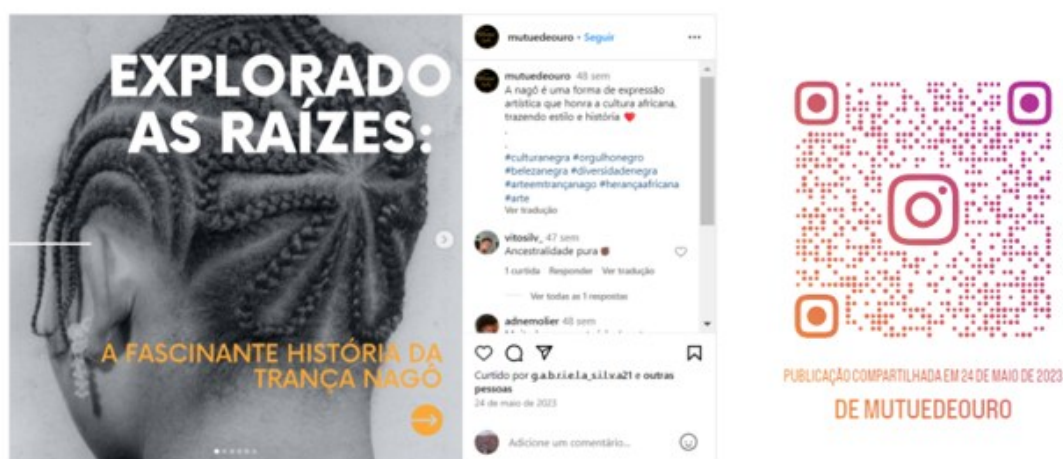 EXPLORADO
AS RAÍZES:
A FASCINANTE HISTÓRIA DA
TRANÇA NAGÔ
mutuedeouro • Seguir
mutuedeouro 48 sem
A nagô é uma forma de expressão
artística que honra a cultura africana,
trazendo estilo e história
.
.
#culturanegra #orgulhonegro
#belezanegra #diversidadenegra
#arteemtrançanago #herançaafricana
#arte
Ver tradução
vitosilv_ 47 sem
Ancestralidade pura
1 curtida Responder Ver tradução
Ver todas as 1 respostas
adnemolier 48 sem
Curtido por g.a.b.r.i.e.l.a_s.i.l.v.a21 e outras
pessoas
24 de maio de 2023
Adicione um comentário...
PUBLICAÇÃO COMPARTILHADA EM 24 DE MAIO DE 2023
DE MUTUEDEOURO